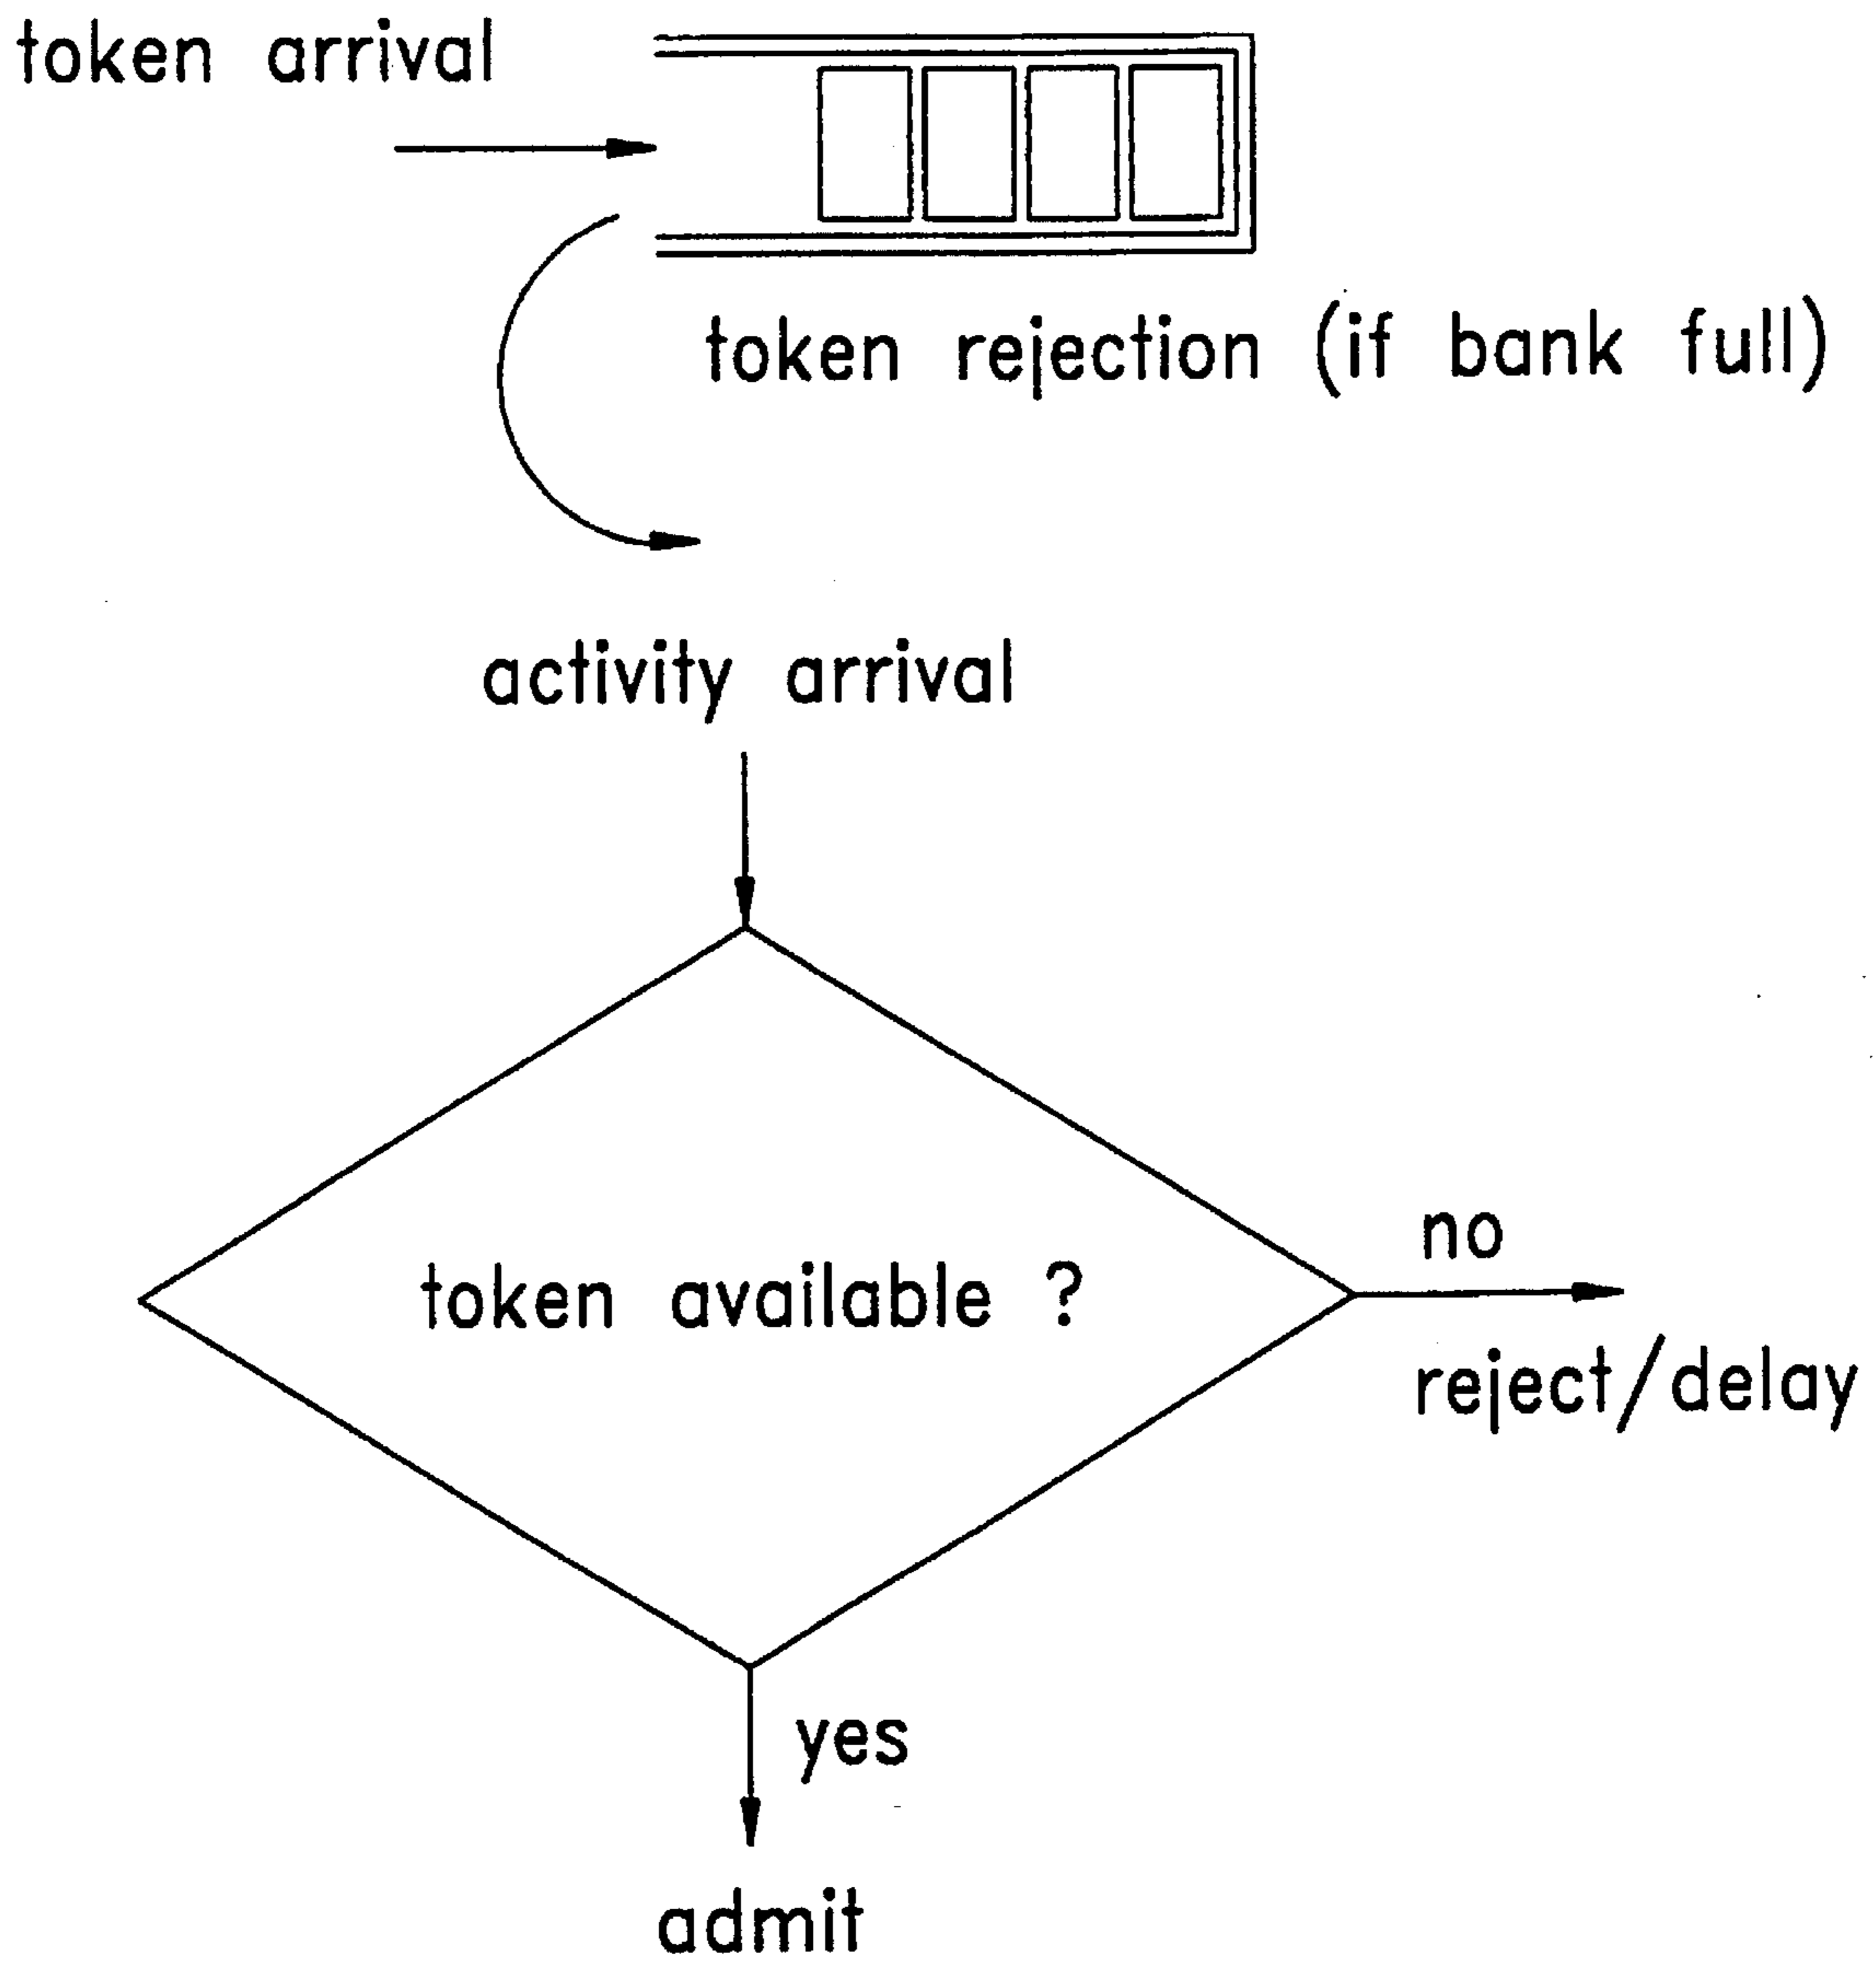 token arrival
token rejection (if bank full)
activity arrival
token available ?
no
reject/delay
yes
admit